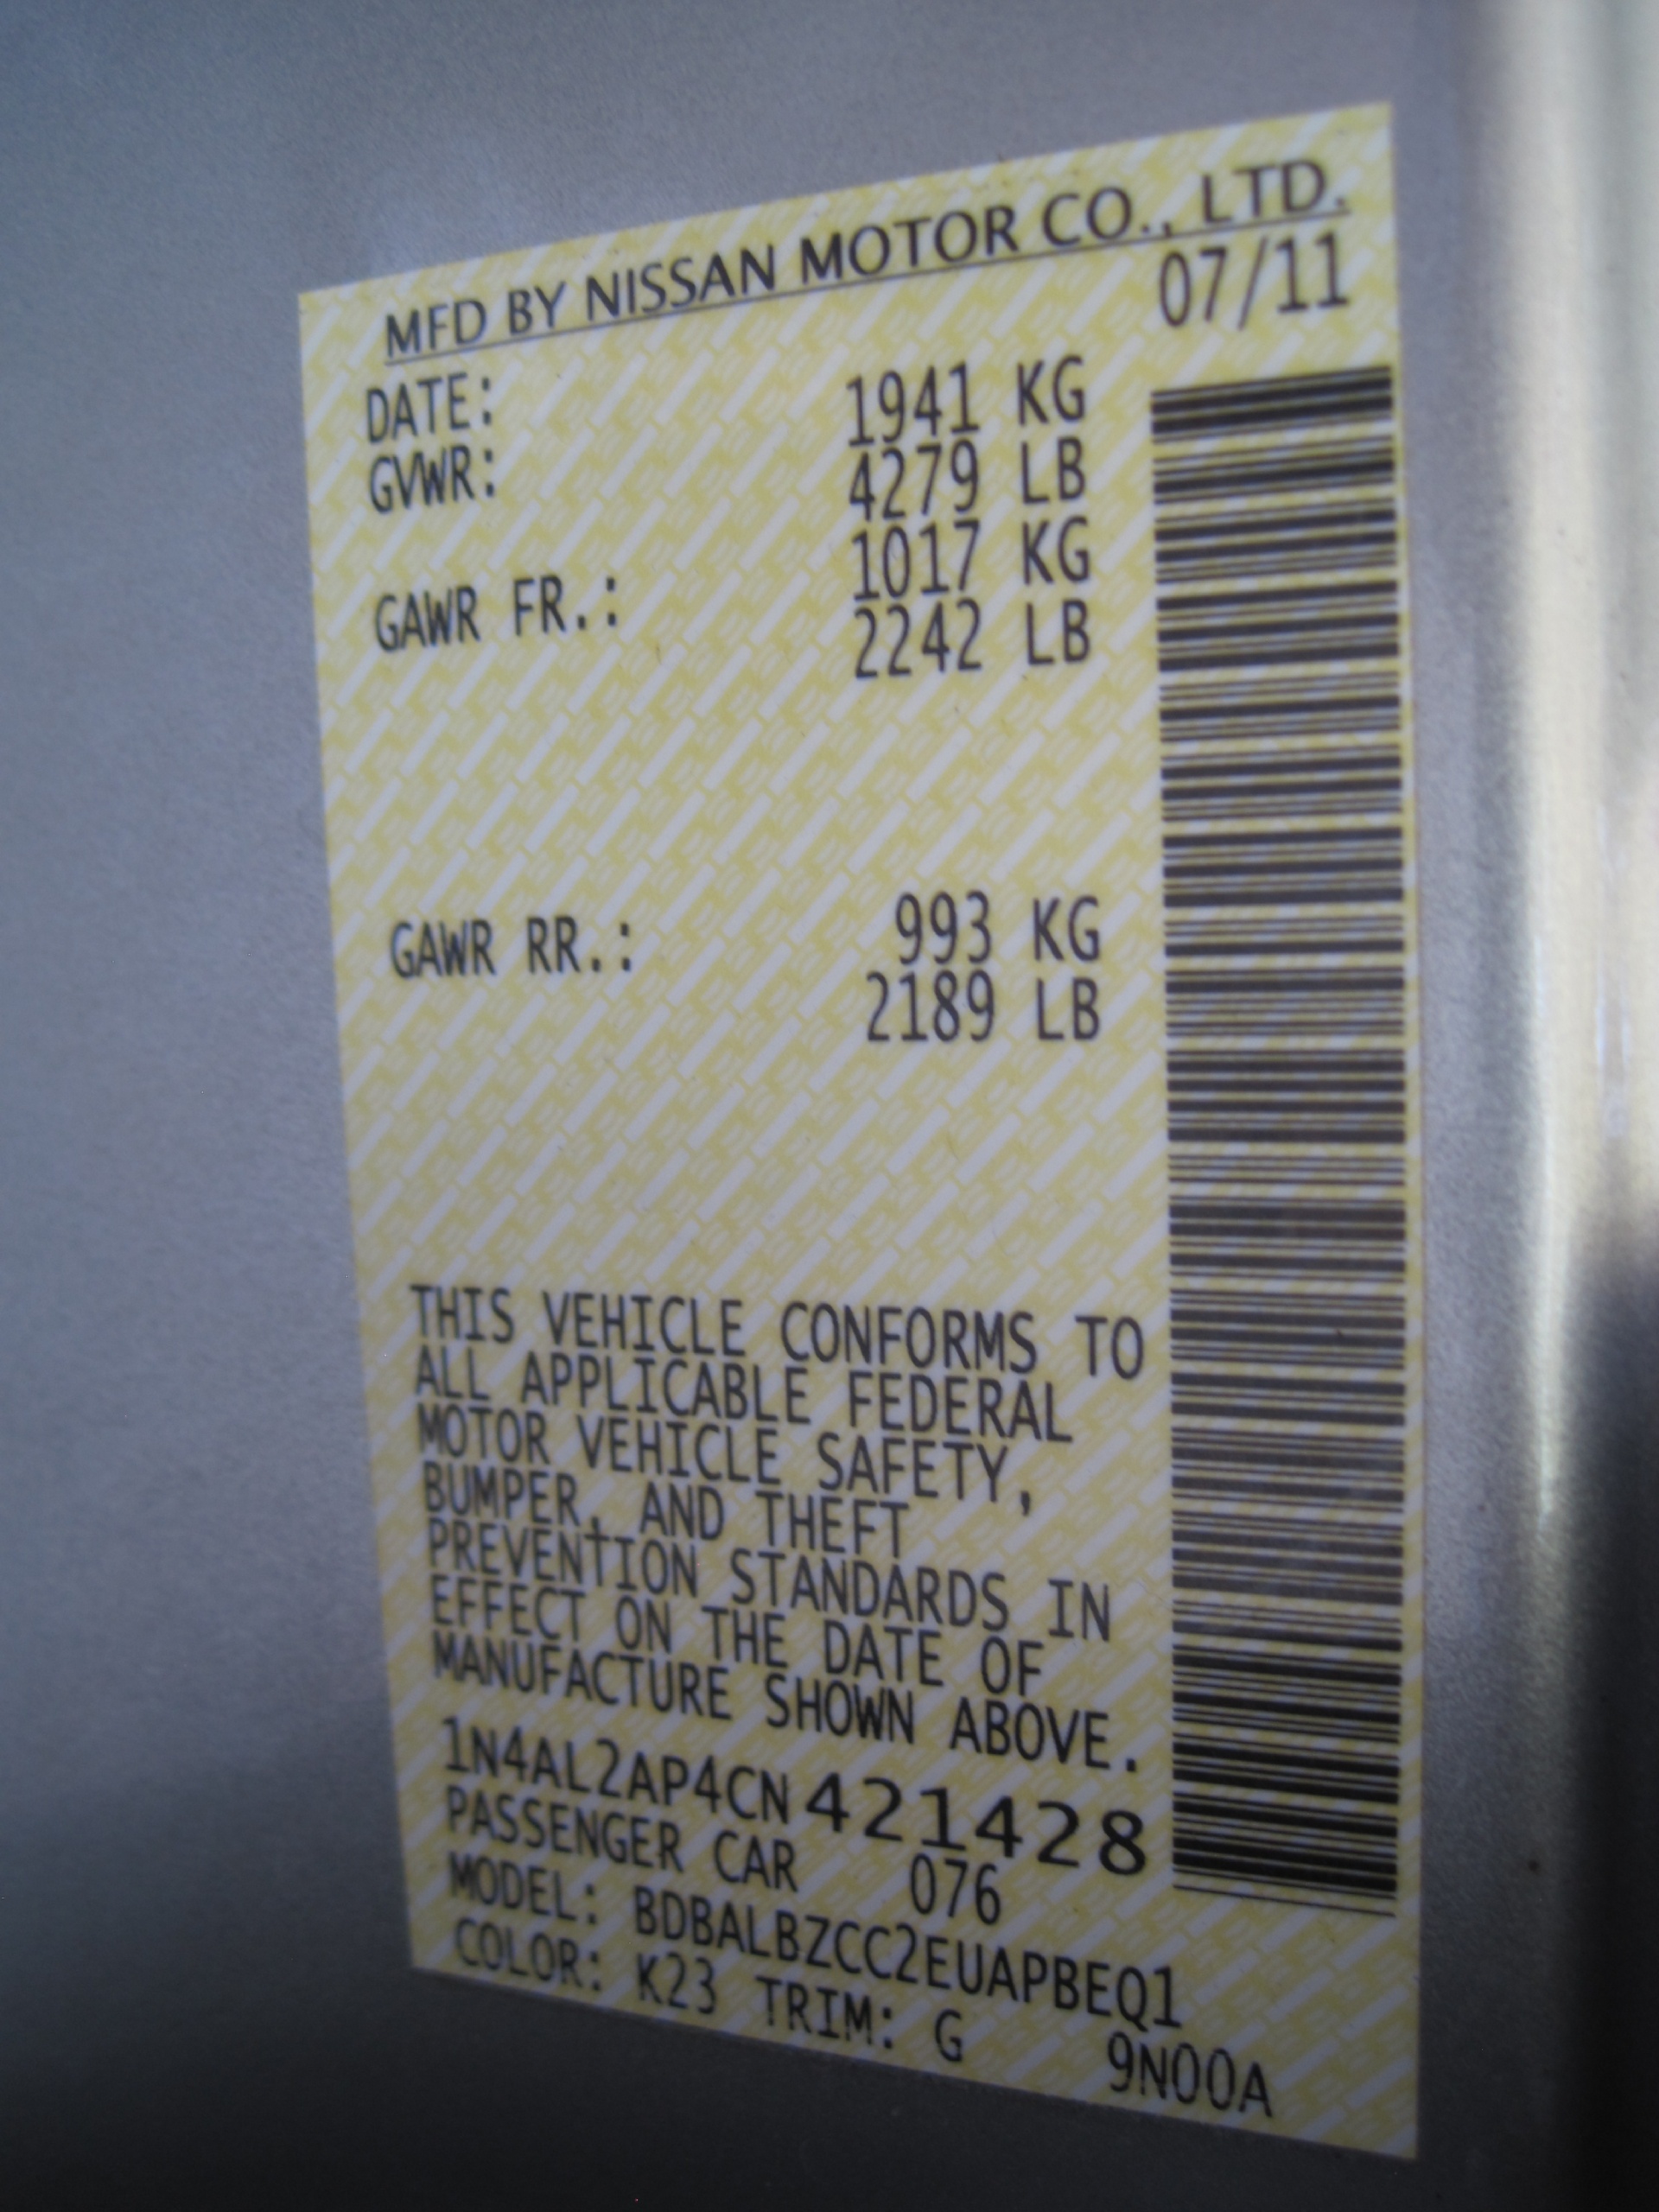 MFD BY NISSAN MOTOR CO., LTD.
DATE: 07/11
GVWR: 1941 KG
4279 LB
GAWR FR.: 1017 KG
2242 LB
GAWR RR.: 993 KG
2189 LB
THIS VEHICLE CONFORMS TO
ALL APPLICABLE FEDERAL
MOTOR VEHICLE SAFETY,
BUMPER, AND THEFT
PREVENTION STANDARDS IN
EFFECT ON THE DATE OF
MANUFACTURE SHOWN ABOVE.
1N4AL2AP4CN421428
PASSENGER CAR 076
MODEL: BDBALBZCC2EUAPBEQ1
COLOR: K23 TRIM: G 9N00A